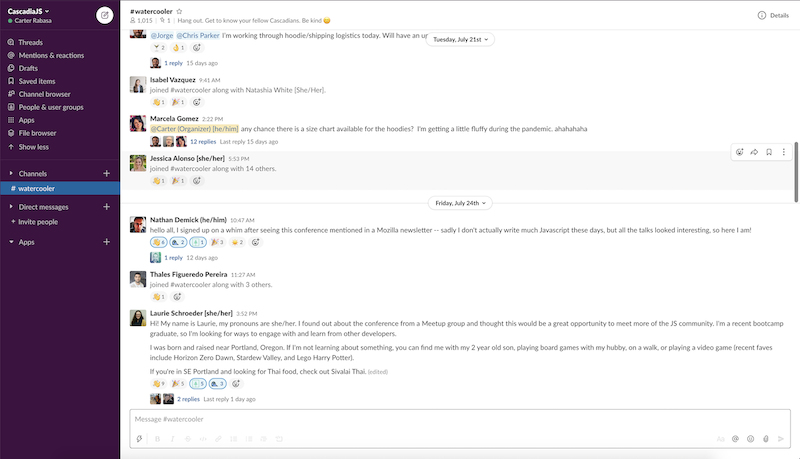 CascadiaJS
Carter Rabasa
Threads
Mentions & reactions
Drafts
Saved items
Channel browser
People & user groups
Apps
File browser
Show less
Channels
# watercooler
Direct messages
+ Invite people
Apps
#watercooler
1,015 | 1 | Hang out. Get to know your fellow Cascadians. Be kind
Details
@Jorge @Chris Parker I'm working through hoodie/shipping logistics today. Will have an
Tuesday, July 21st
2 1
1 reply 15 days ago
Isabel Vazquez 9:41 AM
joined #watercooler along with Natashia White [She/Her].
1 1
Marcela Gomez 2:22 PM
@Carter (Organizer) [he/him] any chance there is a size chart available for the hoodies? I'm getting a little fluffy during the pandemic. ahahahaha
12 replies Last reply 15 days ago
Jessica Alonso [she/her] 5:53 PM
joined #watercooler along with 14 others.
1 1
Friday, July 24th
Nathan Demick (he/him) 10:47 AM
hello all, I signed up on a whim after seeing this conference mentioned in a Mozilla newsletter -- sadly I don't actually write much Javascript these days, but all the talks looked interesting, so here I am!
6 2 1 3 2
1 reply 12 days ago
Thales Figueredo Pereira 11:27 AM
joined #watercooler along with 3 others.
1
Laurie Schroeder [she/her] 3:52 PM
Hi! My name is Laurie, my pronouns are she/her. I found out about the conference from a Meetup group and thought this would be a great opportunity to meet more of the JS community. I'm a recent bootcamp
graduate, so I'm looking for ways to engage with and learn from other developers.
I was born and raised near Portland, Oregon. If I'm not learning about something, you can find me with my 2 year old son, playing board games with my hubby, on a walk, or playing a video game (recent faves
include Horizon Zero Dawn, Stardew Valley, and Lego Harry Potter).
If you're in SE Portland and looking for Thai food, check out Sivalai Thai. (edited)
9 5 5 3
2 replies Last reply 1 day ago
Message #watercooler
B I
Aa @